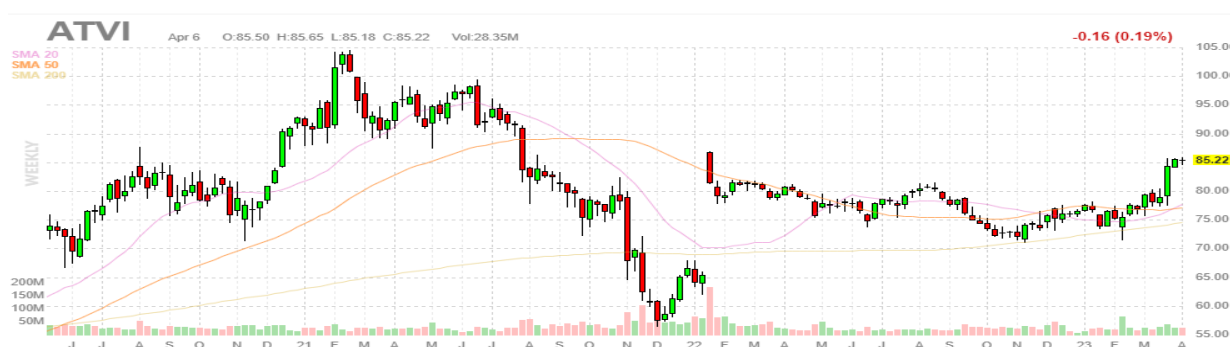 ATVI Apr 6 O:85.50 H:85.65 L:85.18 C:85.22 Vol:28.35M -0.16 (0.19%)
SMA 20
SMA 50
SMA 200
WEEKLY
105.00
100.00
95.00
90.00
85.22
80.00
75.00
70.00
65.00
60.00
55.00
200M
150M
100M
50M
J J A S O N D 21 F M A M J J A S O N D 22 F M A M J J A S O N D 23 F M A